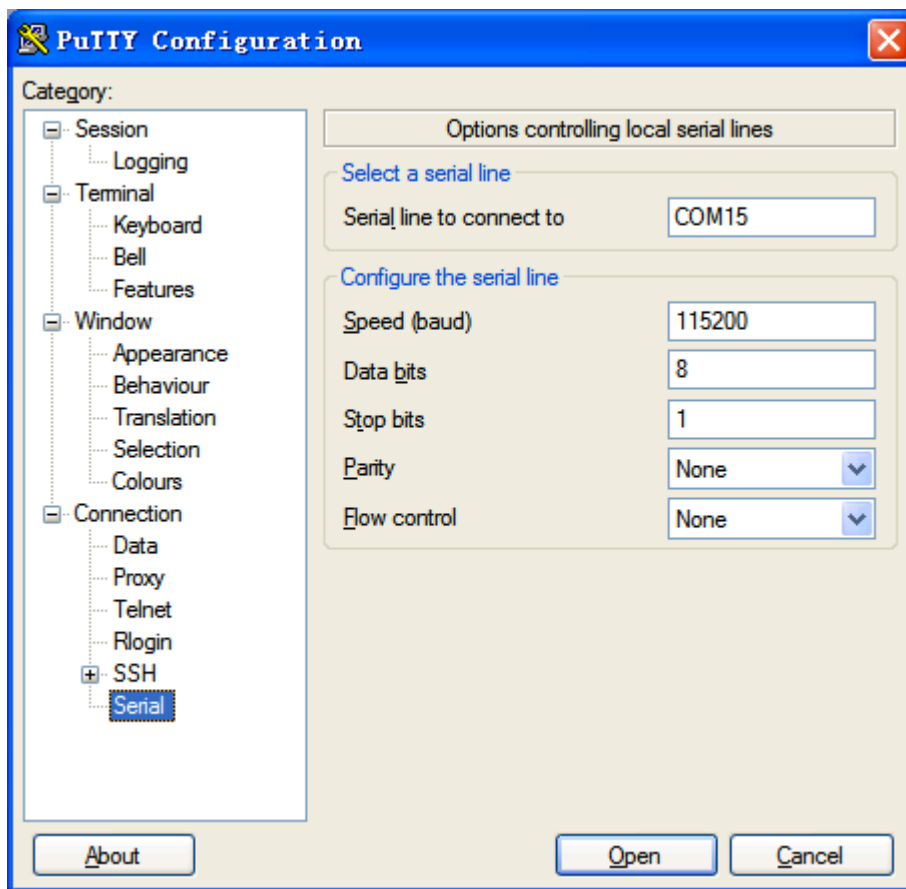 PuTTY Configuration
Category:
Session
Logging
Terminal
Keyboard
Bell
Features
Window
Appearance
Behaviour
Translation
Selection
Colours
Connection
Data
Proxy
Telnet
Rlogin
SSH
Serial
Options controlling local serial lines
Select a serial line
Serial line to connect to COM15
Configure the serial line
Speed (baud) 115200
Data bits 8
Stop bits 1
Parity None
Flow control None
About Open Cancel